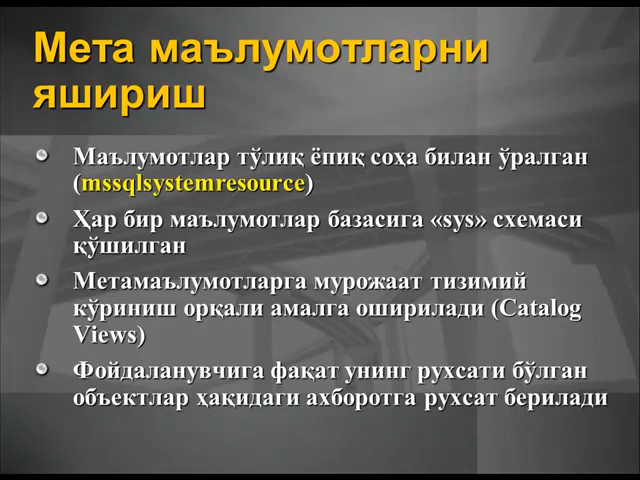 Мета маълумотларни
яшириш
Маълумотлар тўлиқ ёпиқ соҳа билан ўралган
(mssqlsystemresource)
Ҳар бир маълумотлар базасига «sys» схемаси
қўшилган
Метамаълумотларга мурожаат тизимий
кўриниш орқали амалга оширилади (Catalog
Views)
Фойдаланувчига фақат унинг рухсати бўлган
объектлар ҳақидаги ахборотга рухсат берилади